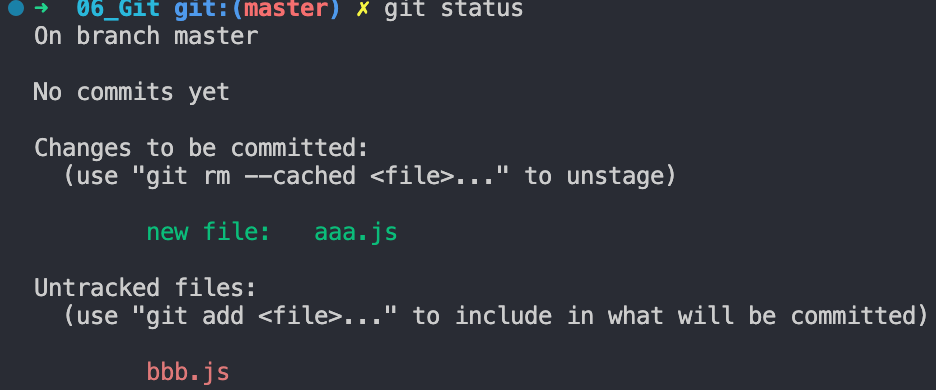 ➜ 06_Git git:(master) ✗ git status
On branch master
No commits yet
Changes to be committed:
(use "git rm --cached <file>..." to unstage)
new file: aaa.js
Untracked files:
(use "git add <file>..." to include in what will be committed)
bbb.js